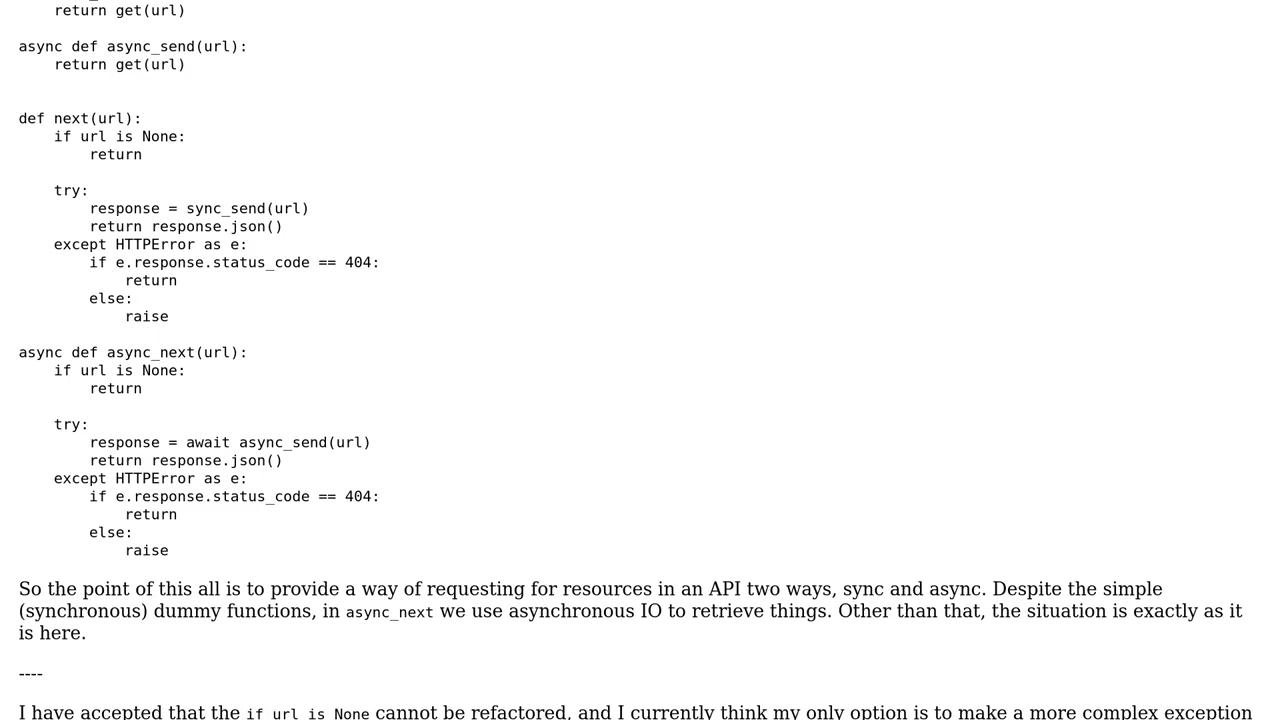 return get(url)
async def async_send(url):
    return get(url)
def next(url):
    if url is None:
        return
    try:
        response = sync_send(url)
        return response.json()
    except HTTPError as e:
        if e.response.status_code == 404:
            return
        else:
            raise
async def async_next(url):
    if url is None:
        return
    try:
        response = await async_send(url)
        return response.json()
    except HTTPError as e:
        if e.response.status_code == 404:
            return
        else:
            raise
So the point of this all is to provide a way of requesting for resources in an API two ways, sync and async. Despite the simple
(synchronous) dummy functions, in async_next we use asynchronous IO to retrieve things. Other than that, the situation is exactly as it
is here.
----
I have accepted that the if url is None cannot be refactored, and I currently think my only option is to make a more complex exception